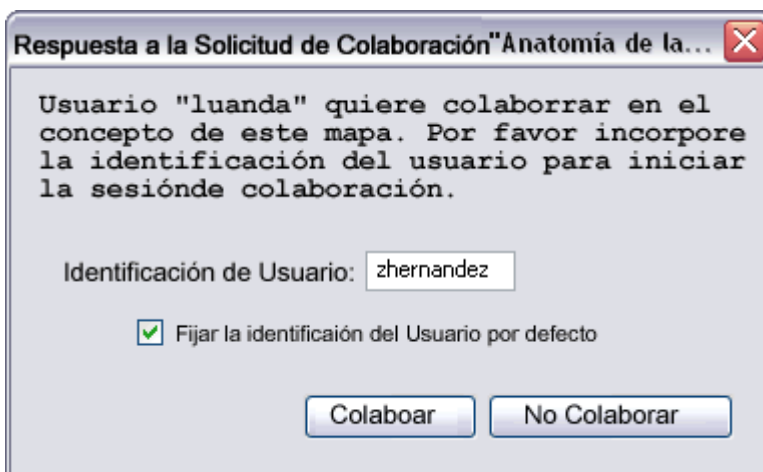 Respuesta a la Solicitud de Colaboración"Anatomía de la...
Usuario "luanda" quiere colaborrar en el
concepto de este mapa. Por favor incorpore
la identificación del usuario para iniciar
la sesiónde colaboración.
Identificación de Usuario: zhernandez
Fijar la identificaión del Usuario por defecto
Colaboar No Colaborar